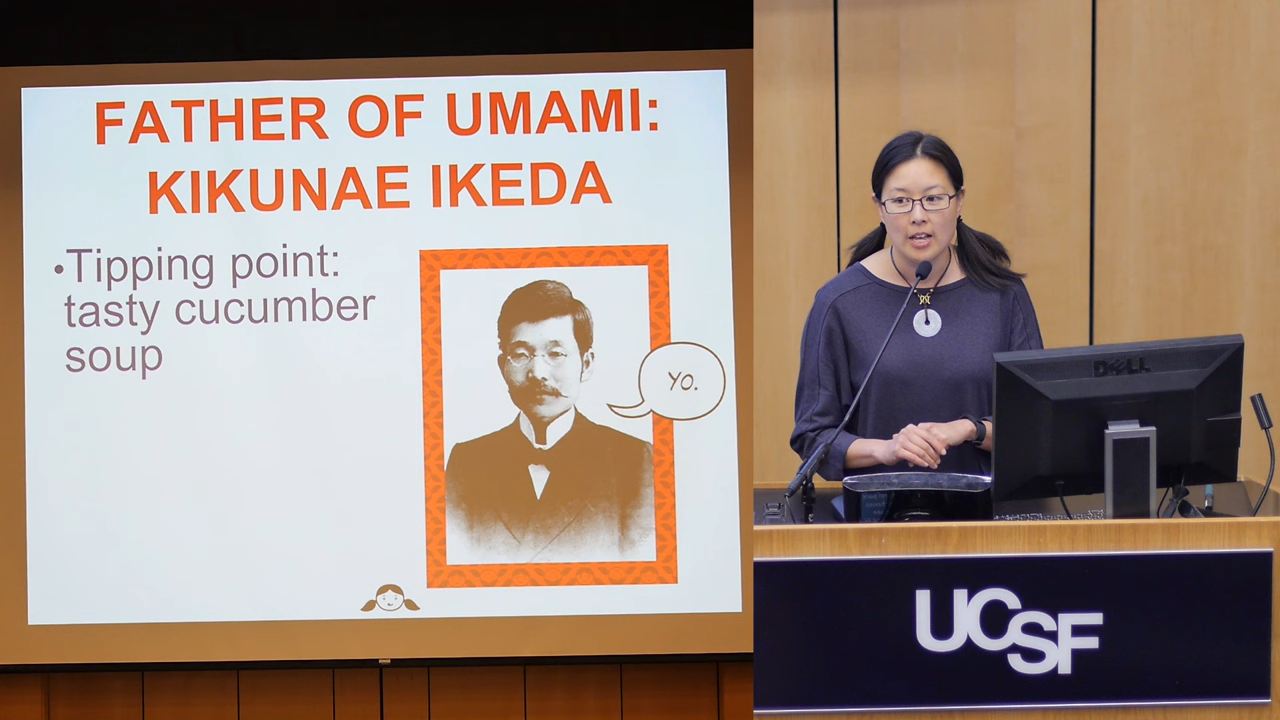 FATHER OF UMAMI:
KIKUNAE IKEDA
•Tipping point:
tasty cucumber
soup
YO.
DELL
UCSF